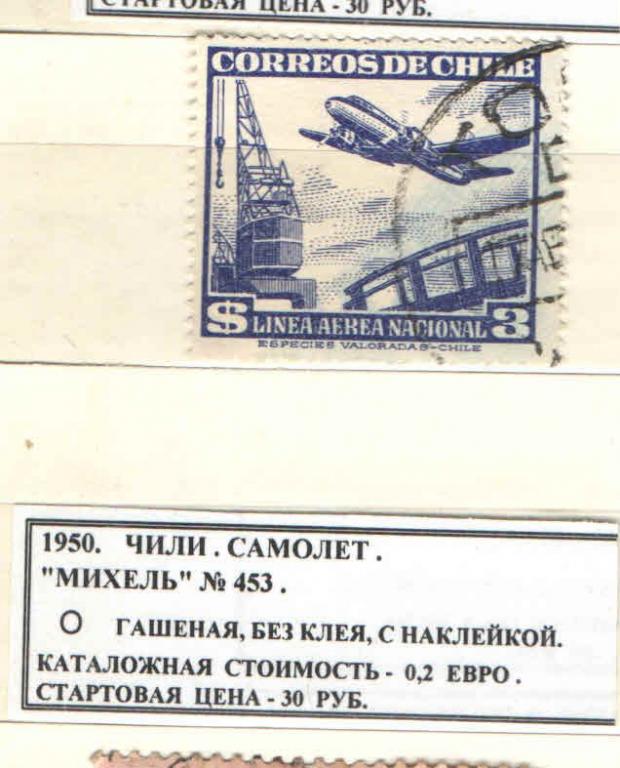 СТАРТОВАЯ ЦЕНА - 30 РУБ.
CORREOS DE CHILE
$ LINEA AEREA NACIONAL 3
ESPECIES VALORADAS-CHILE
1950. ЧИЛИ . САМОЛЕТ .
"МИХЕЛЬ" № 453 .
О ГАШЕНАЯ, БЕЗ КЛЕЯ, С НАКЛЕЙКОЙ.
КАТАЛОЖНАЯ СТОИМОСТЬ - 0,2 ЕВРО .
СТАРТОВАЯ ЦЕНА - 30 РУБ.